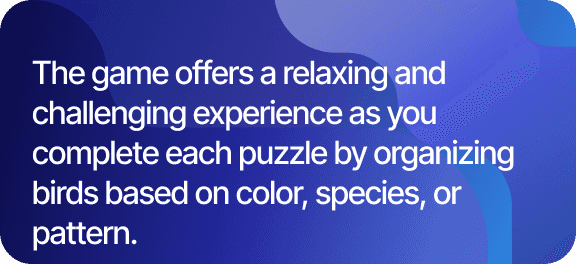 The game offers a relaxing and
challenging experience as you
complete each puzzle by organizing
birds based on color, species, or
pattern.